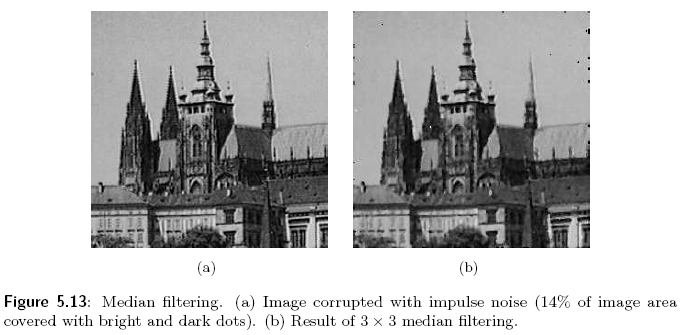 (a)
(b)
Figure 5.13: Median filtering. (a) Image corrupted with impulse noise (14% of image area
covered with bright and dark dots). (b) Result of 3 × 3 median filtering.